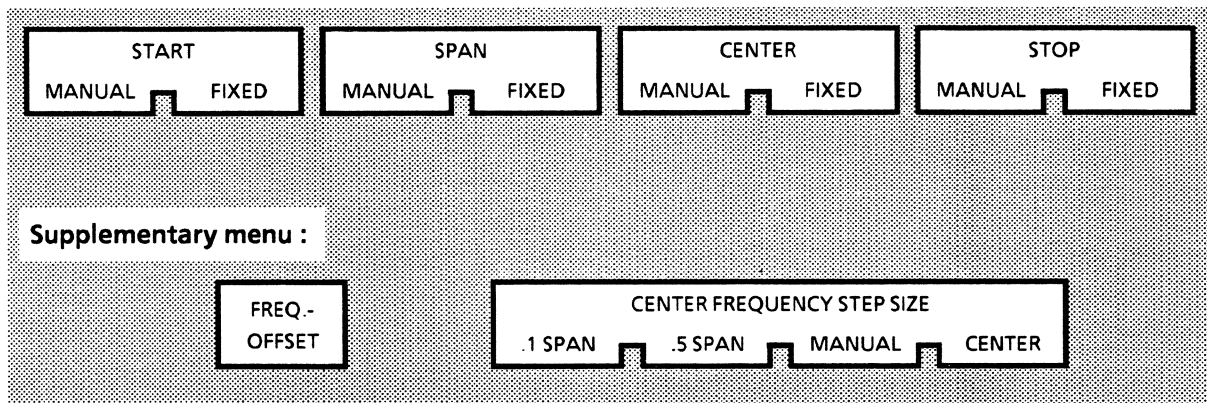 START SPAN CENTER STOP
MANUAL FIXED MANUAL FIXED MANUAL FIXED MANUAL FIXED
Supplementary menu :
FREQ.-
OFFSET
CENTER FREQUENCY STEP SIZE
.1 SPAN .5 SPAN MANUAL CENTER